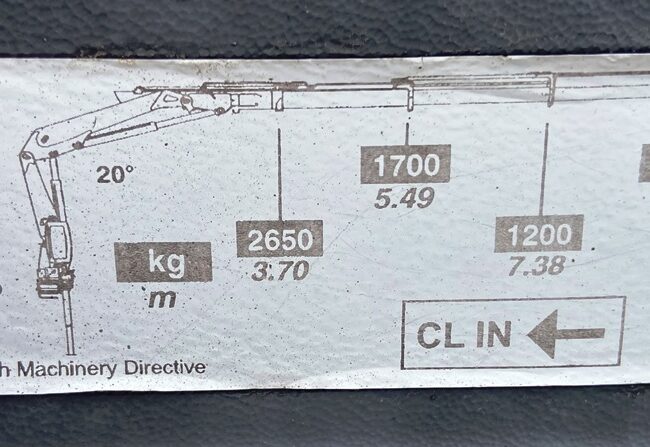 20°
1700
5.49
kg
m
2650
3.70
1200
7.38
CL IN
Machinery Directive